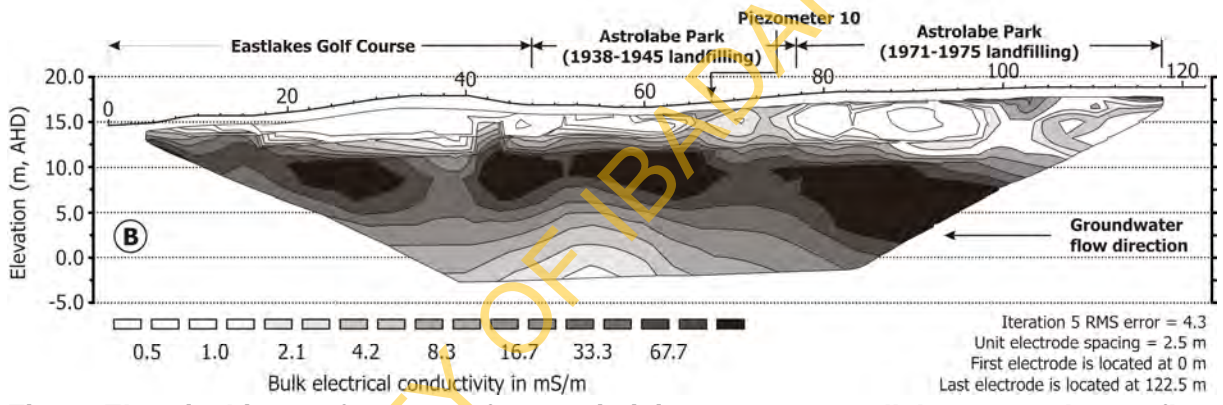 Piezometer 10
Eastlakes Golf Course
Astrolabe Park
(1938-1945 landfilling)
Astrolabe Park
(1971-1975 landfilling)
20.0
15.0
10.0
5.0
0.0
-5.0
0
20
40
60
80
100
120
Elevation (m, AHD)
B
Groundwater
flow direction
0.5 1.0 2.1 4.2 8.3 16.7 33.3 67.7
Bulk electrical conductivity in mS/m
Iteration 5 RMS error = 4.3
Unit electrode spacing = 2.5 m
First electrode is located at 0 m
Last electrode is located at 122.5 m
OF IBADAN